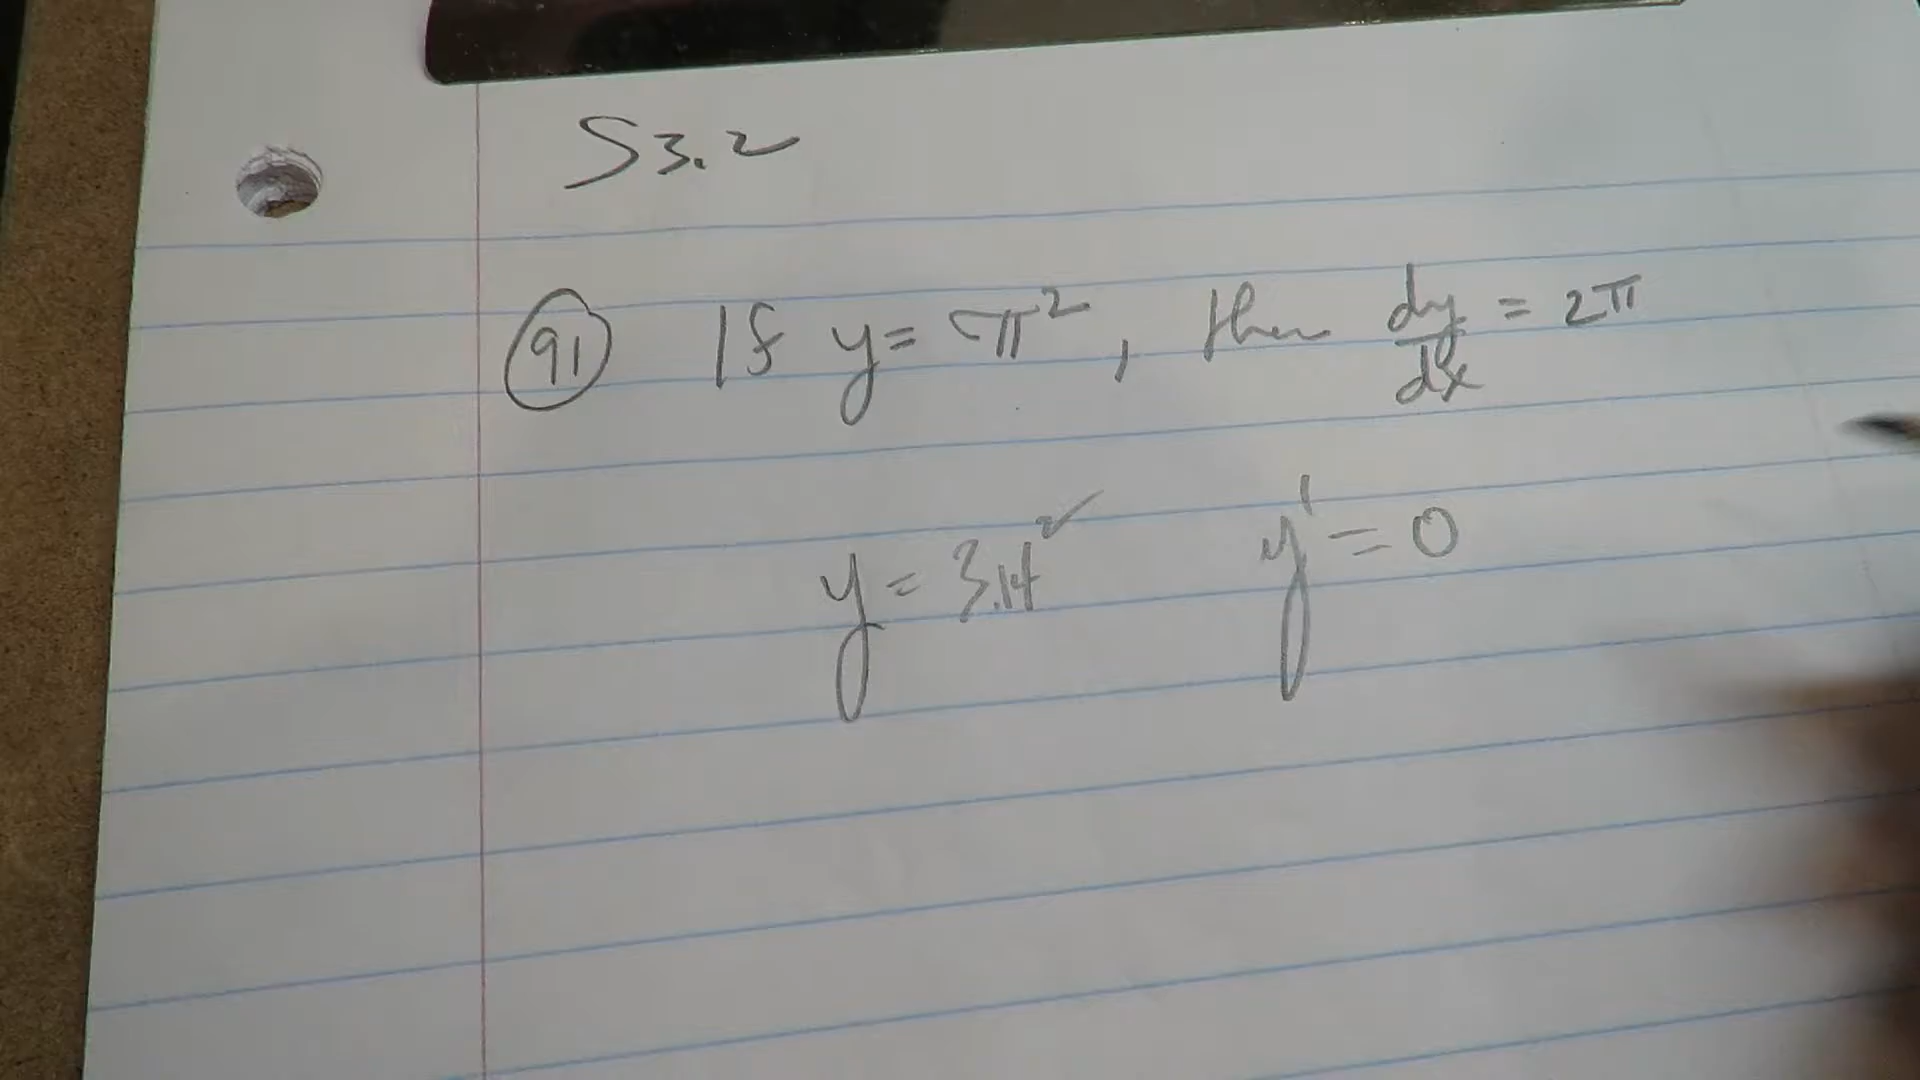 S3.2
91 If y = π², then dy/dx = 2π
y = 3.14² y' = 0